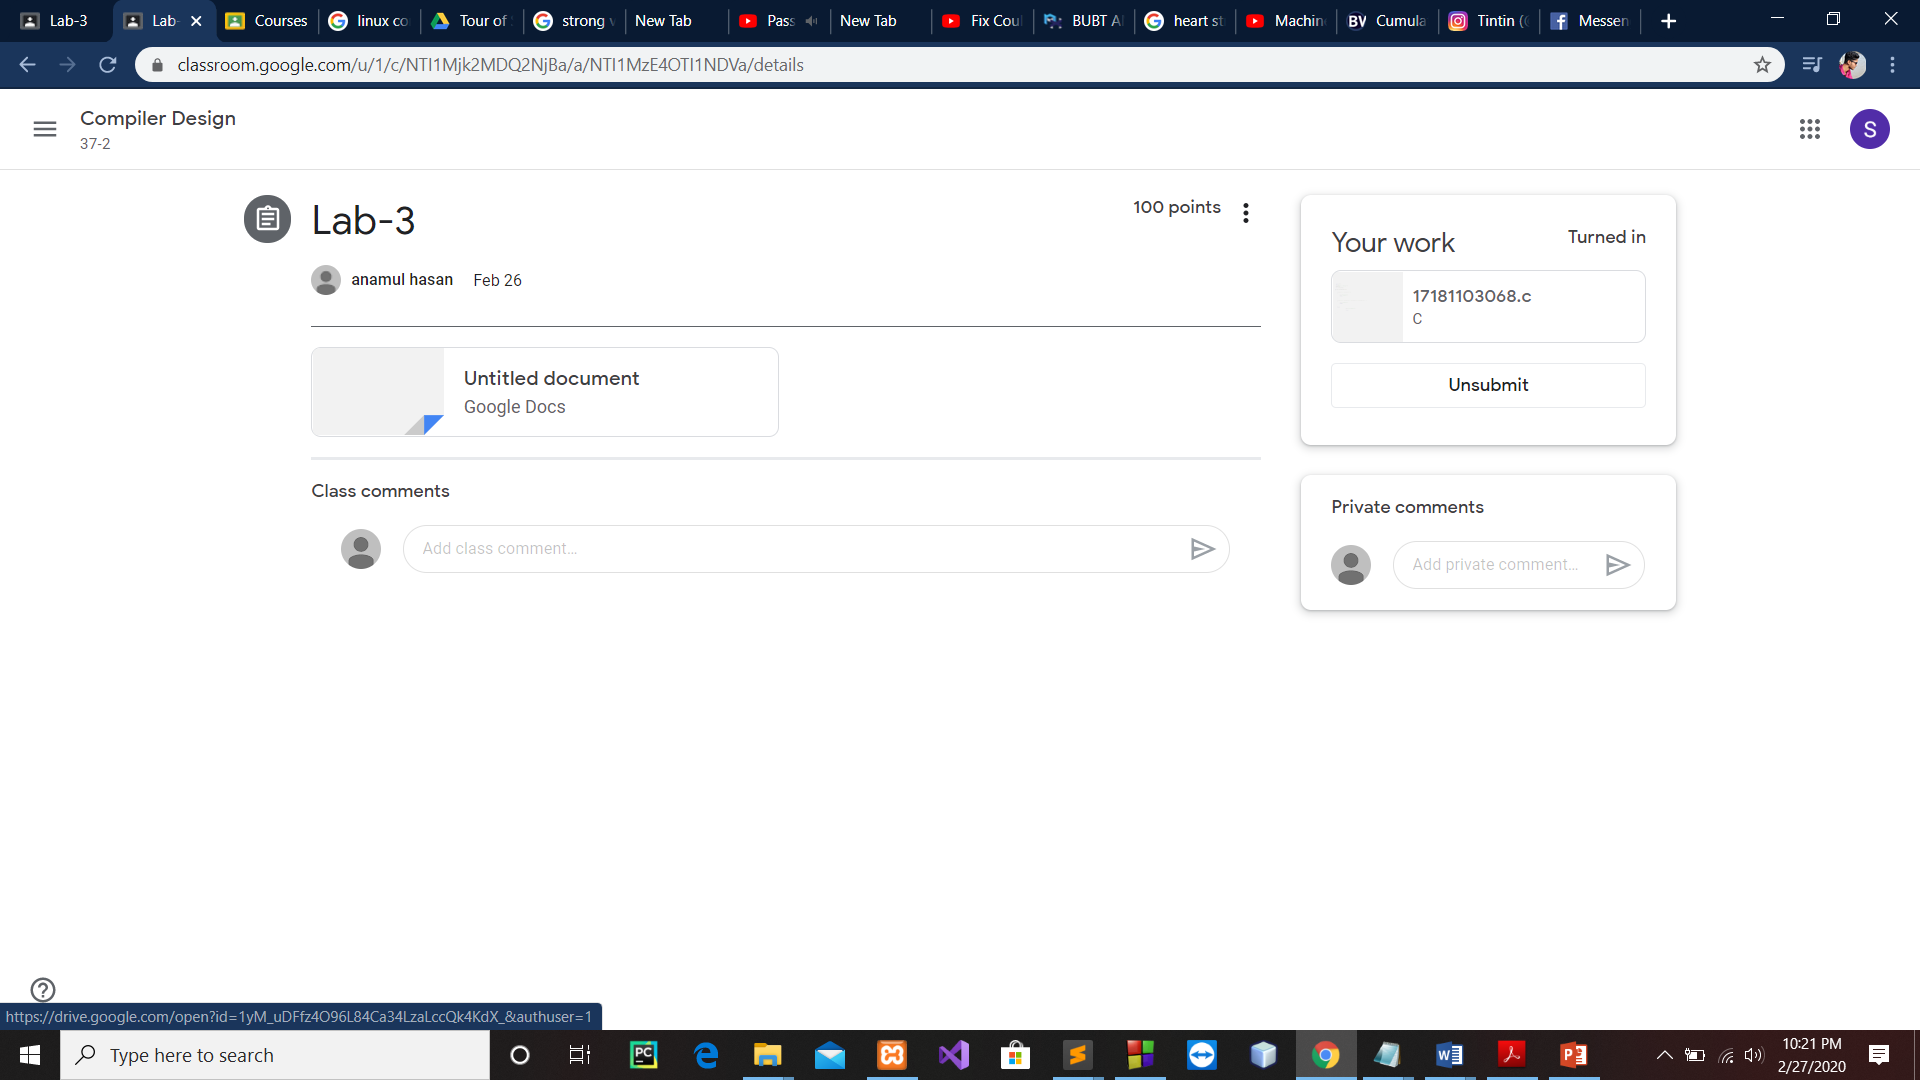 Lab-3
Lab-
Courses
linux co
Tour of
strong v
New Tab
Pass
New Tab
Fix Cou
BUBT A
heart st
Machin
BV Cumula
Tintin (
Messen
classroom.google.com/u/1/c/NTI1Mjk2MDQ2NjBa/a/NTI1MzE4OTI1NDVa/details
Compiler Design
37-2
S
Lab-3
100 points
anamul hasan Feb 26
Untitled document
Google Docs
Class comments
Add class comment...
Your work
Turned in
17181103068.c
C
Unsubmit
Private comments
Add private comment...
https://drive.google.com/open?id=1yM_uDFfz4O96L84Ca34LzaLccQk4KdX_&authuser=1
Type here to search
PC
10:21 PM
2/27/2020